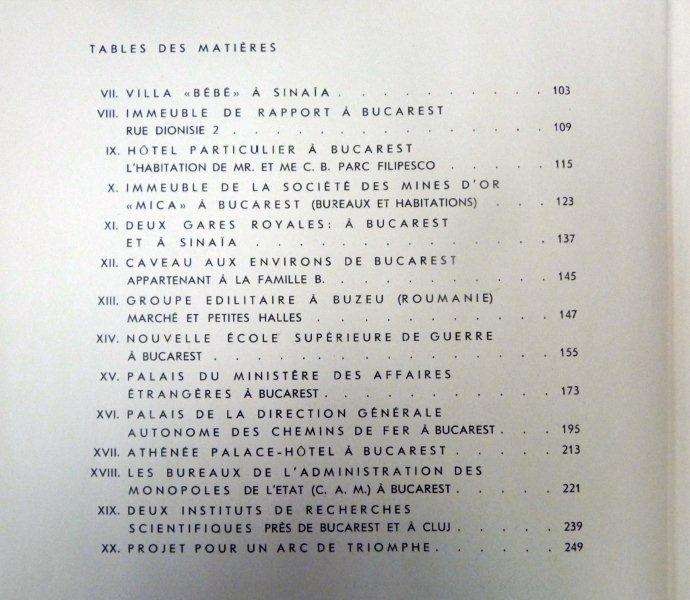 TABLES DES MATIÈRES
VII. VILLA «BÉBÉ» À SINAÏA . . . . . . . . . . 103
VIII. IMMEUBLE DE RAPPORT À BUCAREST
RUE DIONISIE 2 . . . . . . . . . . . . . . . 109
IX. HÔTEL PARTICULIER À BUCAREST
L'HABITATION DE MR. ET ME C. B. PARC FILIPESCO . . . . . 115
X. IMMEUBLE DE LA SOCIÉTÉ DES MINES D'OR
«MICA» À BUCAREST (BUREAUX ET HABITATIONS) . . . 123
XI. DEUX GARES ROYALES: À BUCAREST
ET À SINAÏA . . . . . . . . . . . . . . 137
XII. CAVEAU AUX ENVIRONS DE BUCAREST
APPARTENANT À LA FAMILLE B. . . . . . . . . . . 145
XIII. GROUPE EDILITAIRE À BUZEU (ROUMANIE)
MARCHÉ ET PETITES HALLES . . . . . . . . . . . 147
XIV. NOUVELLE ÉCOLE SUPÉRIEURE DE GUERRE
À BUCAREST . . . . . . . . . . . . . . . . 155
XV. PALAIS DU MINISTÈRE DES AFFAIRES
ÉTRANGÈRES À BUCAREST . . . . . . . . . . . 173
XVI. PALAIS DE LA DIRECTION GÉNÉRALE
AUTONOME DES CHEMINS DE FER À BUCAREST . . . 195
XVII. ATHÉNÉE PALACE-HÔTEL À BUCAREST . . . . . 213
XVIII. LES BUREAUX DE L'ADMINISTRATION DES
MONOPOLES DE L'ETAT (C. A. M.) À BUCAREST . . . . . 221
XIX. DEUX INSTITUTS DE RECHERCHES
SCIENTIFIQUES PRÈS DE BUCAREST ET À CLUJ . . . . . 239
XX. PROJET POUR UN ARC DE TRIOMPHE . . . . . . 249